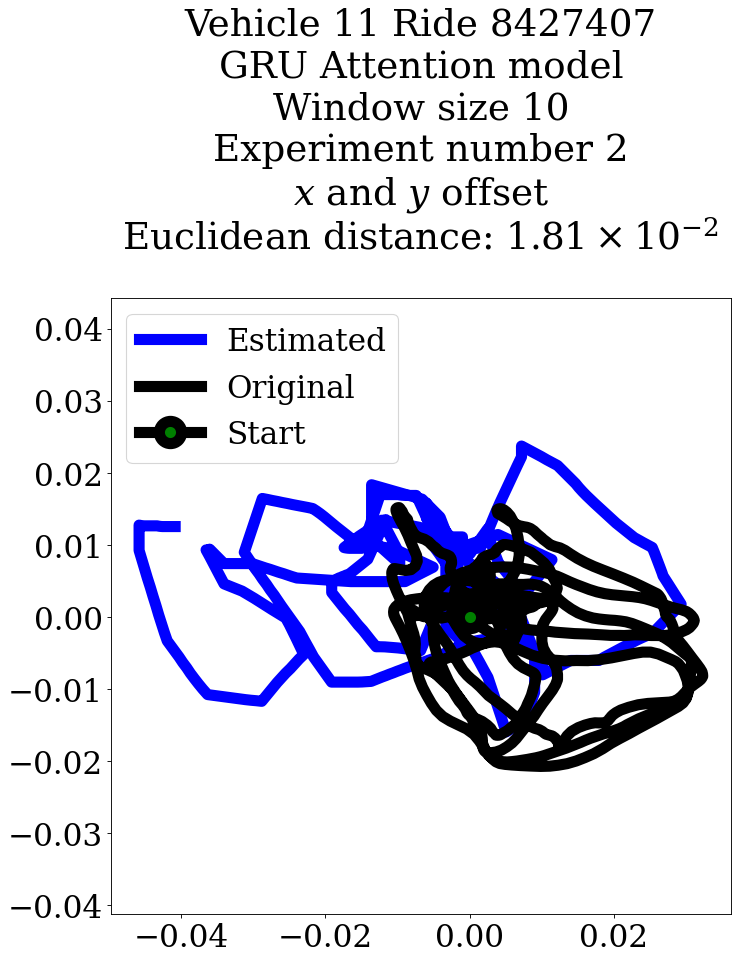 Vehicle 11 Ride 8427407
GRU Attention model
Window size 10
Experiment number 2
x and y offset
Euclidean distance: 1.81 × 10⁻²
Estimated
Original
Start
0.04
0.03
0.02
0.01
0.00
−0.01
−0.02
−0.03
−0.04
−0.04 −0.02 0.00 0.02